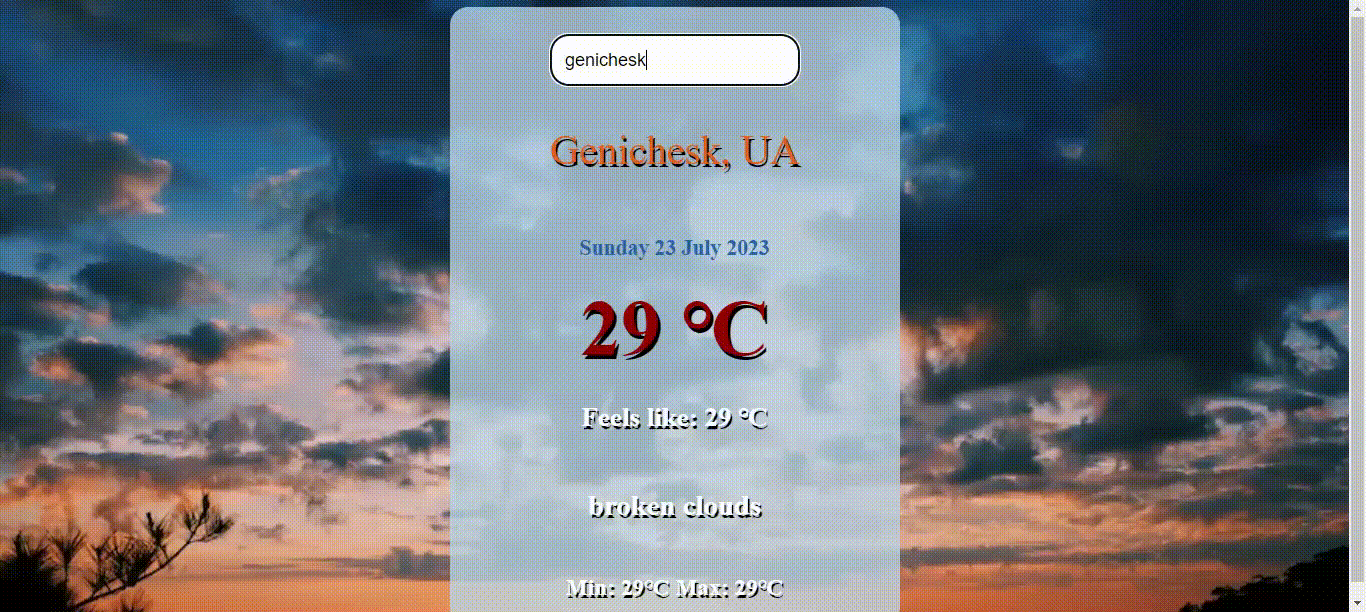 genichesk
Genichesk, UA
Sunday 23 July 2023
29 °C
Feels like: 29 °C
broken clouds
Min: 29°C Max: 29°C